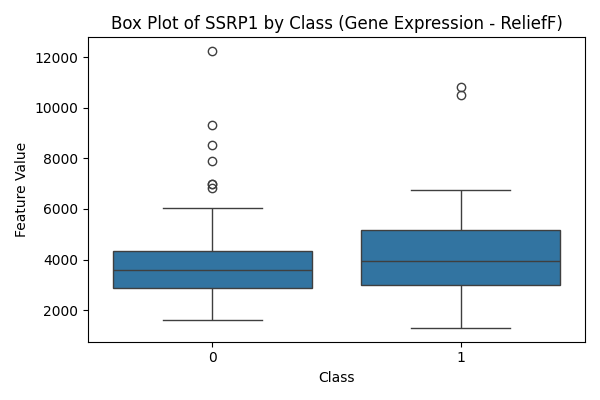 Box Plot of SSRP1 by Class (Gene Expression - ReliefF)
12000
10000
8000
6000
4000
2000
Feature Value
0 1
Class